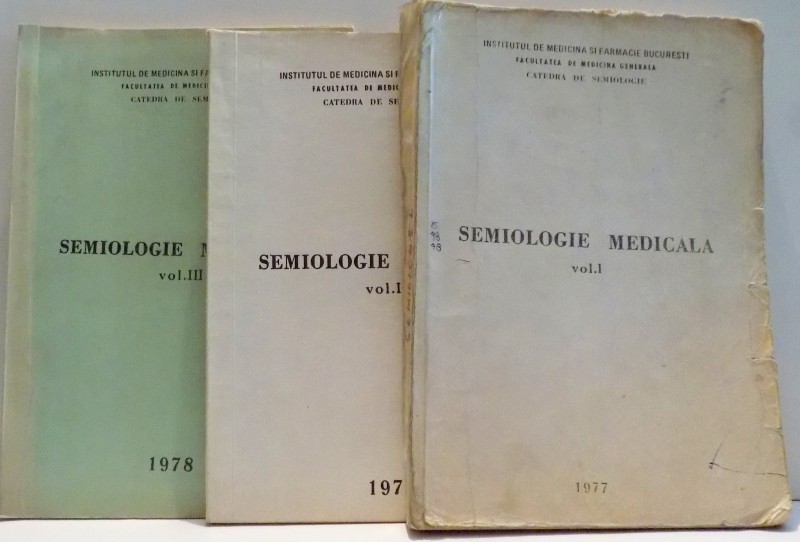 INSTITUTUL DE MEDICINA SI FAR
FACULTATEA DE MEDIC
CATEDRA DE SEM
SEMIOLOGIE M
vol.III
1978
INSTITUTUL DE MEDICINA SI F
FACULTATEA DE MEDIC
CATEDRA DE SE
SEMIOLOGIE
vol.I
197
INSTITUTUL DE MEDICINA SI FARMACIE BUCURESTI
FACULTATEA DE MEDICINA GENERALA
CATEDRA DE SEMIOLOGIE
SEMIOLOGIE MEDICALA
vol.I
1977